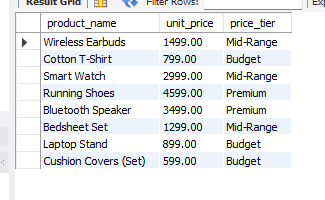 Result Grid Filter Rows:
product_name unit_price price_tier
Wireless Earbuds 1499.00 Mid-Range
Cotton T-Shirt 799.00 Budget
Smart Watch 2999.00 Mid-Range
Running Shoes 4599.00 Premium
Bluetooth Speaker 3499.00 Premium
Bedsheet Set 1299.00 Mid-Range
Laptop Stand 899.00 Budget
Cushion Covers (Set) 599.00 Budget